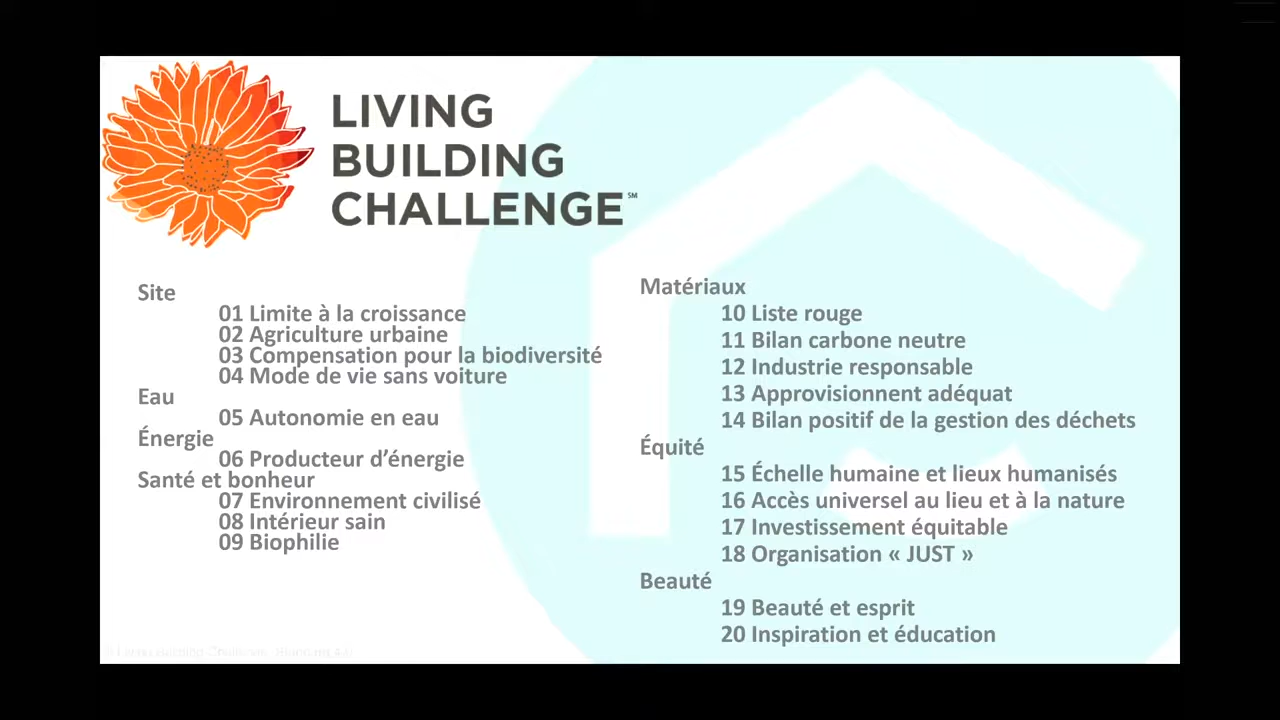 LIVING
BUILDING
CHALLENGE℠
Site
01 Limite à la croissance
02 Agriculture urbaine
03 Compensation pour la biodiversité
04 Mode de vie sans voiture
Eau
05 Autonomie en eau
Énergie
06 Producteur d’énergie
Santé et bonheur
07 Environnement civilisé
08 Intérieur sain
09 Biophilie
Matériaux
10 Liste rouge
11 Bilan carbone neutre
12 Industrie responsable
13 Approvisionnent adéquat
14 Bilan positif de la gestion des déchets
Équité
15 Échelle humaine et lieux humanisés
16 Accès universel au lieu et à la nature
17 Investissement équitable
18 Organisation « JUST »
Beauté
19 Beauté et esprit
20 Inspiration et éducation